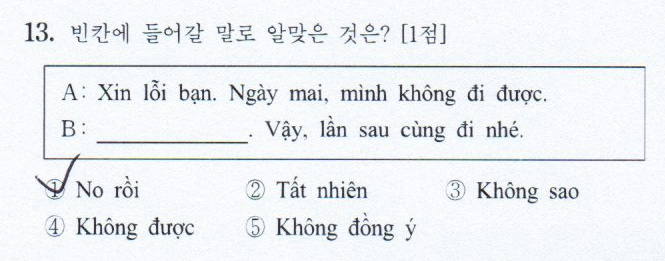 13. 빈칸에 들어갈 말로 알맞은 것은? [1점]
A: Xin lỗi bạn. Ngày mai, mình không đi được.
B: ____________. Vậy, lần sau cùng đi nhé.
① No rồi ② Tất nhiên ③ Không sao
④ Không được ⑤ Không đồng ý